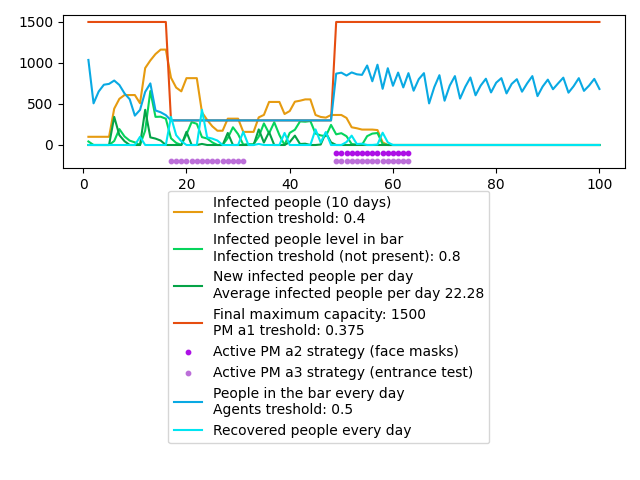 1500
1000
500
0
0
20
40
60
80
100
Infected people (10 days)
Infection treshold: 0.4
Infected people level in bar
Infection treshold (not present): 0.8
New infected people per day
Average infected people per day 22.28
Final maximum capacity: 1500
PM a1 treshold: 0.375
Active PM a2 strategy (face masks)
Active PM a3 strategy (entrance test)
People in the bar every day
Agents treshold: 0.5
Recovered people every day